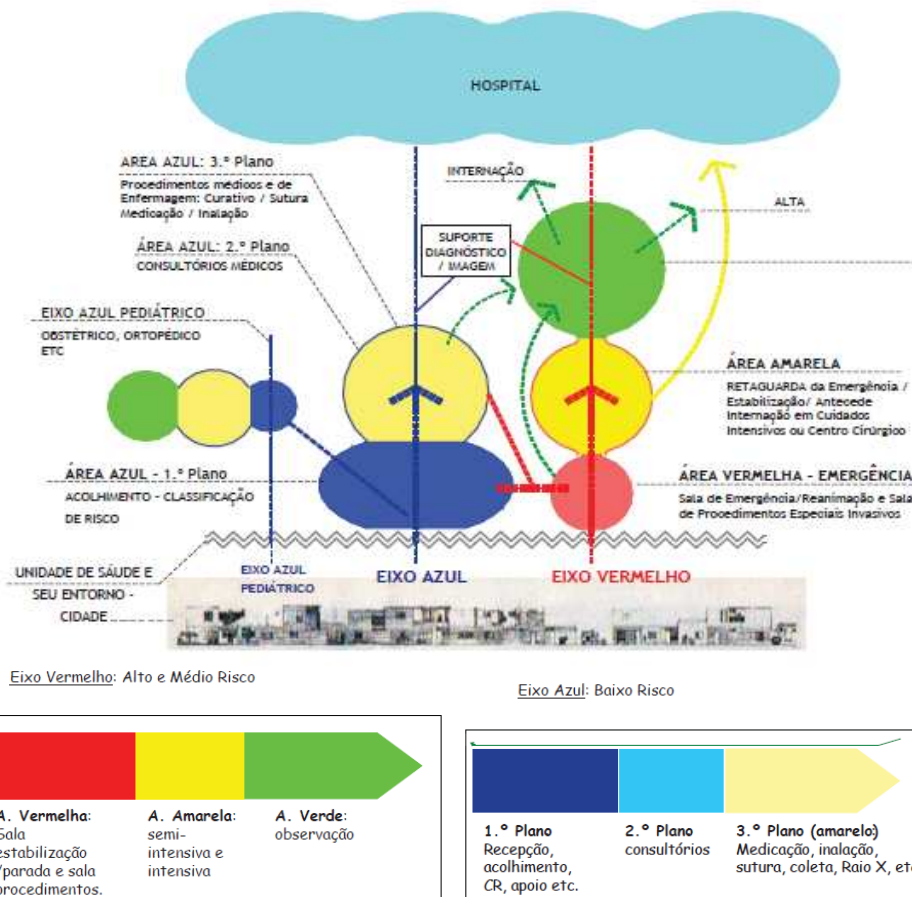 HOSPITAL
ÁREA AZUL: 3.º Plano
Procedimentos médicos e de
Enfermagem: Curativo / Sutura
Medicação / Inalação
INTERNAÇÃO
ALTA
SUPORTE
DIAGNÓSTICO
/ IMAGEM
ÁREA AZUL: 2.º Plano
CONSULTÓRIOS MÉDICOS
EIXO AZUL PEDIÁTRICO
OBSTÉTRICO, ORTOPÉDICO
ETC
ÁREA AMARELA
RETAGUARDA da Emergência /
Estabilização/ Antecede
Internação em Cuidados
Intensivos ou Centro Cirúrgico
ÁREA AZUL - 1.º Plano
ACOLHIMENTO - CLASSIFICAÇÃO
DE RISCO
ÁREA VERMELHA - EMERGÊNCIA
Sala de Emergência/Reanimação e Sala
de Procedimentos Especiais Invasivos
UNIDADE DE SAÚDE E
SEU ENTORNO -
CIDADE
EIXO AZUL
PEDIÁTRICO
EIXO AZUL
EIXO VERMELHO
Eixo Vermelho: Alto e Médio Risco
Eixo Azul: Baixo Risco
A. Vermelha:
Sala
estabilização
/parada e sala
procedimentos.
A. Amarela:
semi-
intensiva e
intensiva
A. Verde:
observação
1.º Plano
Recepção,
acolhimento,
CR, apoio etc.
2.º Plano
consultórios
3.º Plano (amarelo)
Medicação, inalação,
sutura, coleta, Raio X, etc